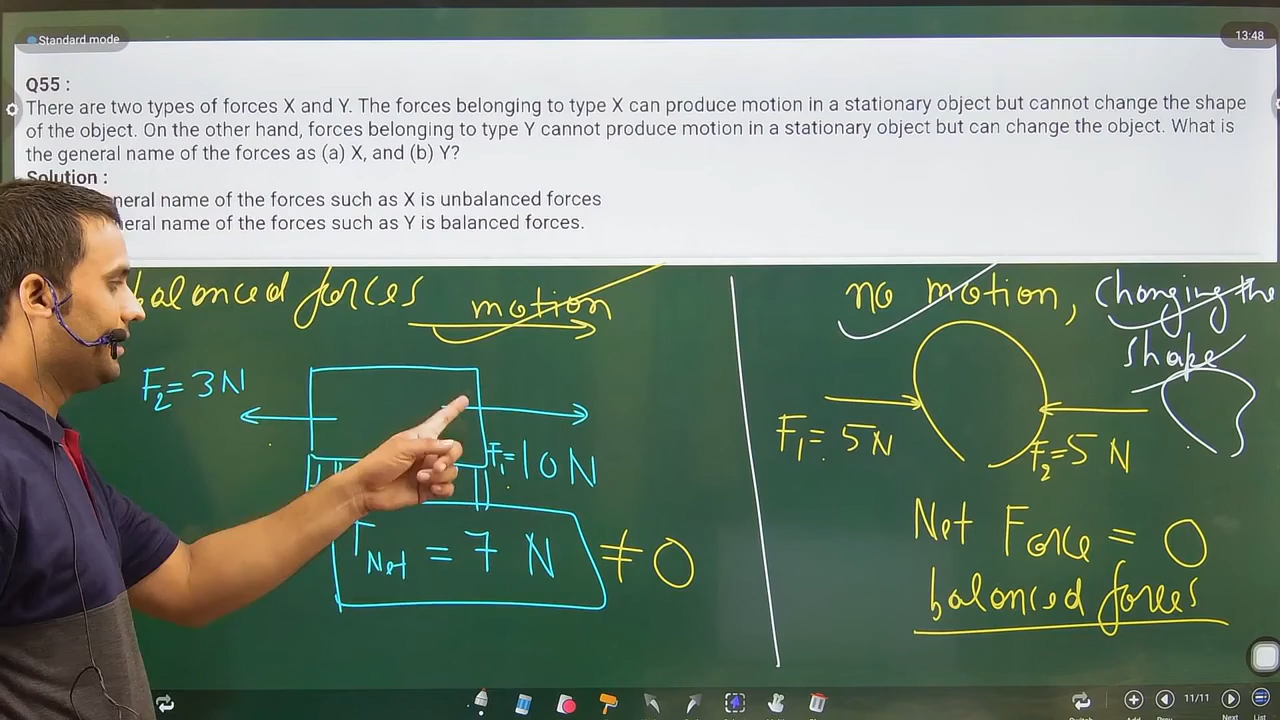 Standard mode
13:48
Q55 :
There are two types of forces X and Y. The forces belonging to type X can produce motion in a stationary object but cannot change the shape
of the object. On the other hand, forces belonging to type Y cannot produce motion in a stationary object but can change the object. What is
the general name of the forces as (a) X, and (b) Y?
Solution :
neral name of the forces such as X is unbalanced forces
eral name of the forces such as Y is balanced forces.
balanced forces motion
F₂ = 3N
F₁ = 10N
F Net = 7 N ≠ 0
no motion, Changing the
shape
F₁ = 5N
F₂ = 5 N
Net Force = 0
balanced forces
11/11